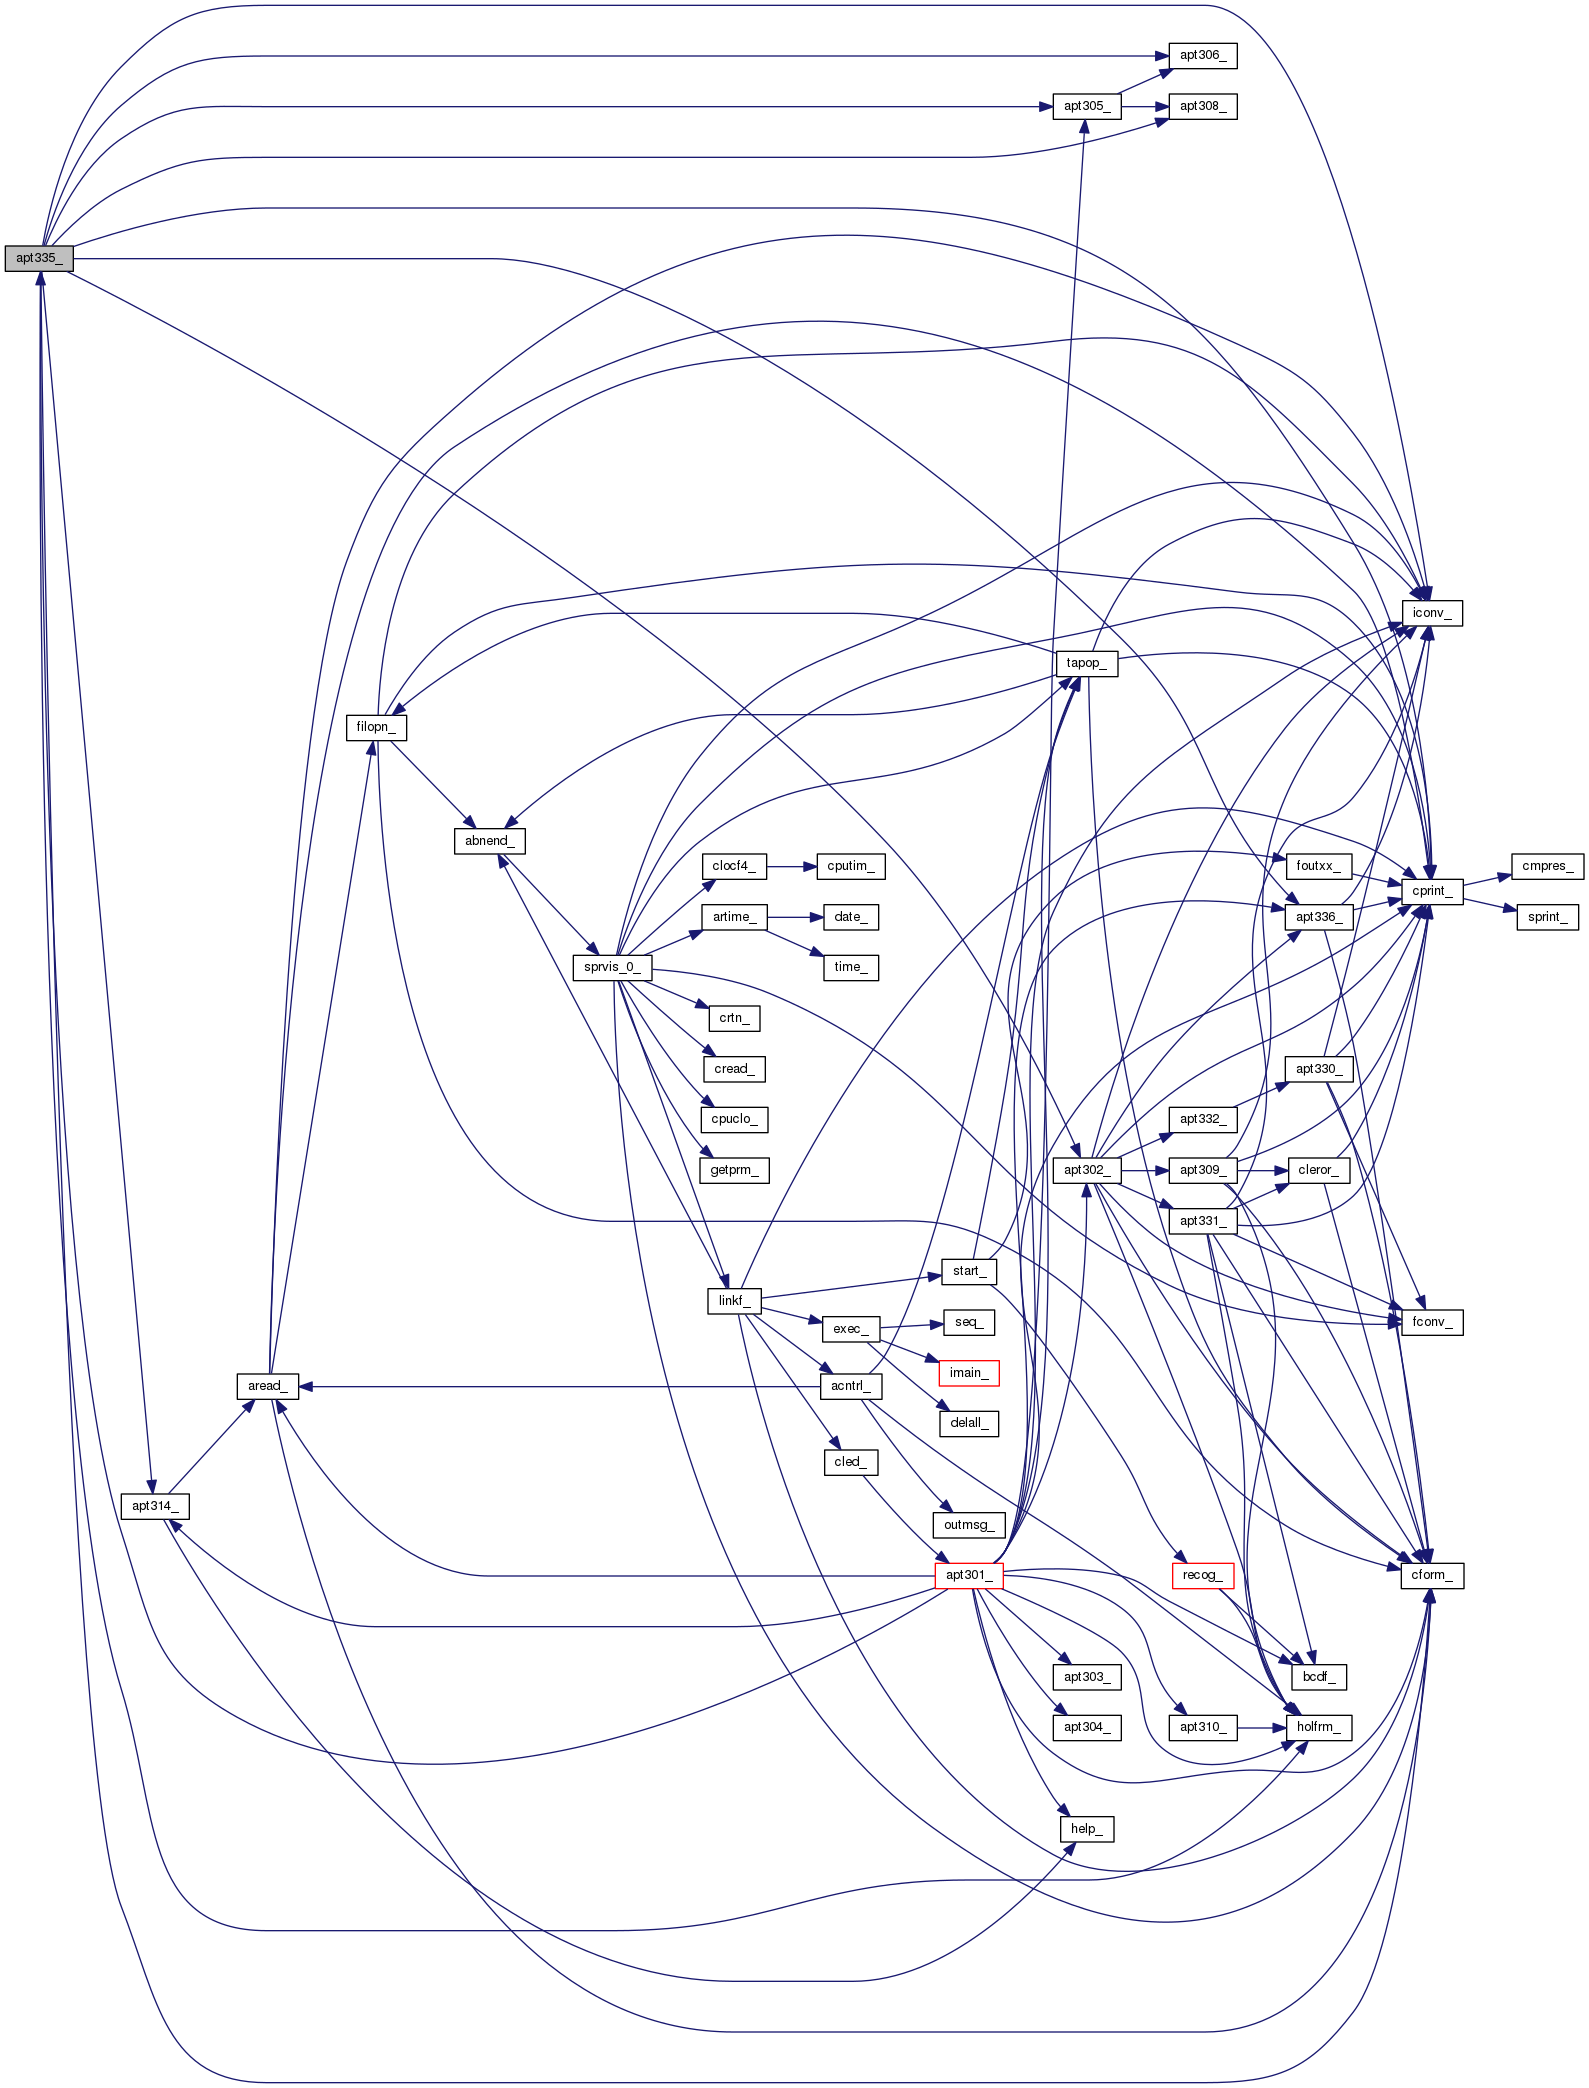 apt306_
apt305_
apt308_
apt335_
iconv_
tapop_
filopn_
abnend_
clocf4_
cputim_
foutxx_
cmpres_
cprint_
artime_
date_
apt336_
sprint_
sprvis_0_
time_
crtn_
cread_
apt330_
cpuclo_
apt332_
getprm_
apt302_
apt309_
cleror_
apt331_
start_
linkf_
seq_
exec_
fconv_
imain_
aread_
acntrl_
delall_
cled_
apt314_
outmsg_
apt301_
recog_
cform_
apt303_
bcdf_
apt304_
apt310_
holfrm_
help_